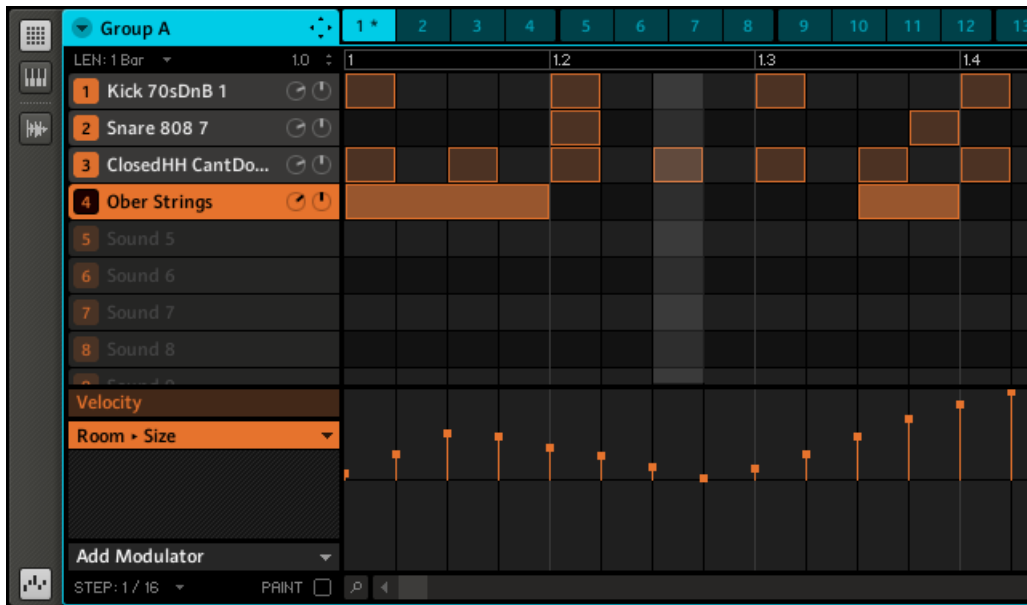 Group A
1* 2 3 4 5 6 7 8 9 10 11 12 13
LEN: 1 Bar 1.0 1 1.2 1.3 1.4
1 Kick 70sDnB 1
2 Snare 808 7
3 ClosedHH CantDo...
4 Ober Strings
5 Sound 5
6 Sound 6
7 Sound 7
8 Sound 8
Velocity
Room ▸ Size
Add Modulator
STEP: 1 / 16 PAINT